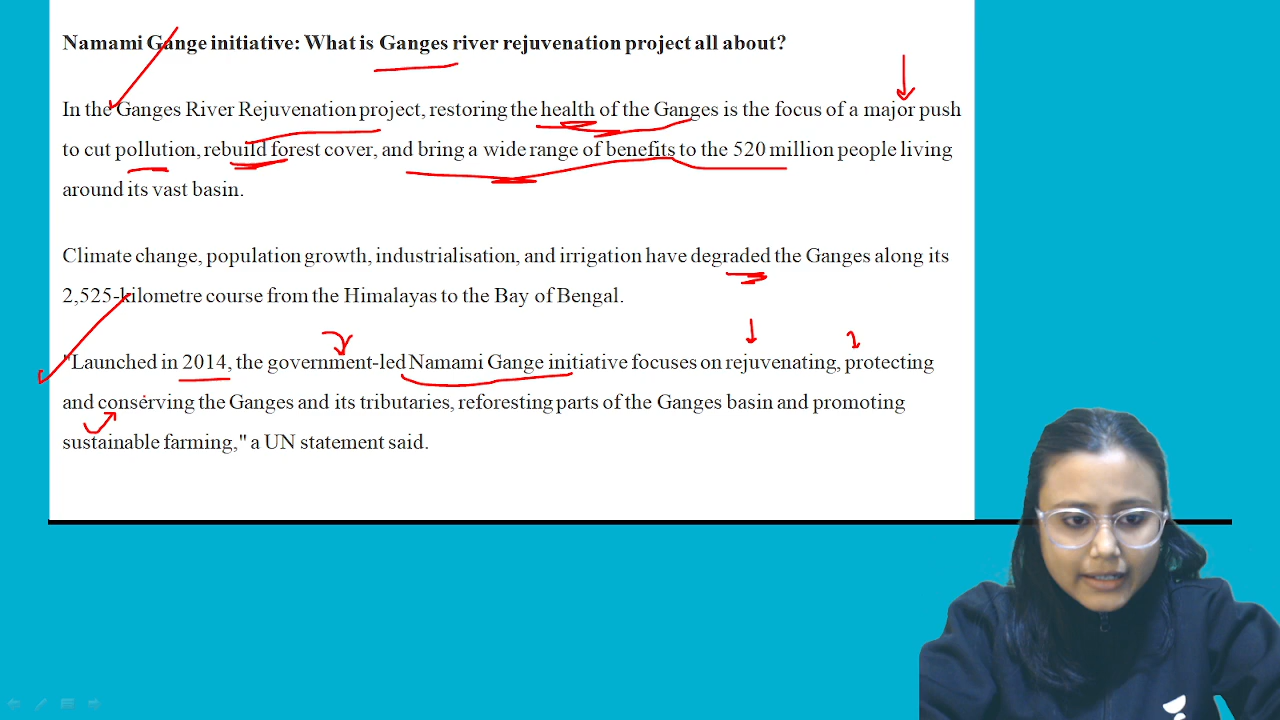 Namami Gange initiative: What is Ganges river rejuvenation project all about?
In the Ganges River Rejuvenation project, restoring the health of the Ganges is the focus of a major push
to cut pollution, rebuild forest cover, and bring a wide range of benefits to the 520 million people living
around its vast basin.
Climate change, population growth, industrialisation, and irrigation have degraded the Ganges along its
2,525-kilometre course from the Himalayas to the Bay of Bengal.
"Launched in 2014, the government-led Namami Gange initiative focuses on rejuvenating, protecting
and conserving the Ganges and its tributaries, reforesting parts of the Ganges basin and promoting
sustainable farming," a UN statement said.